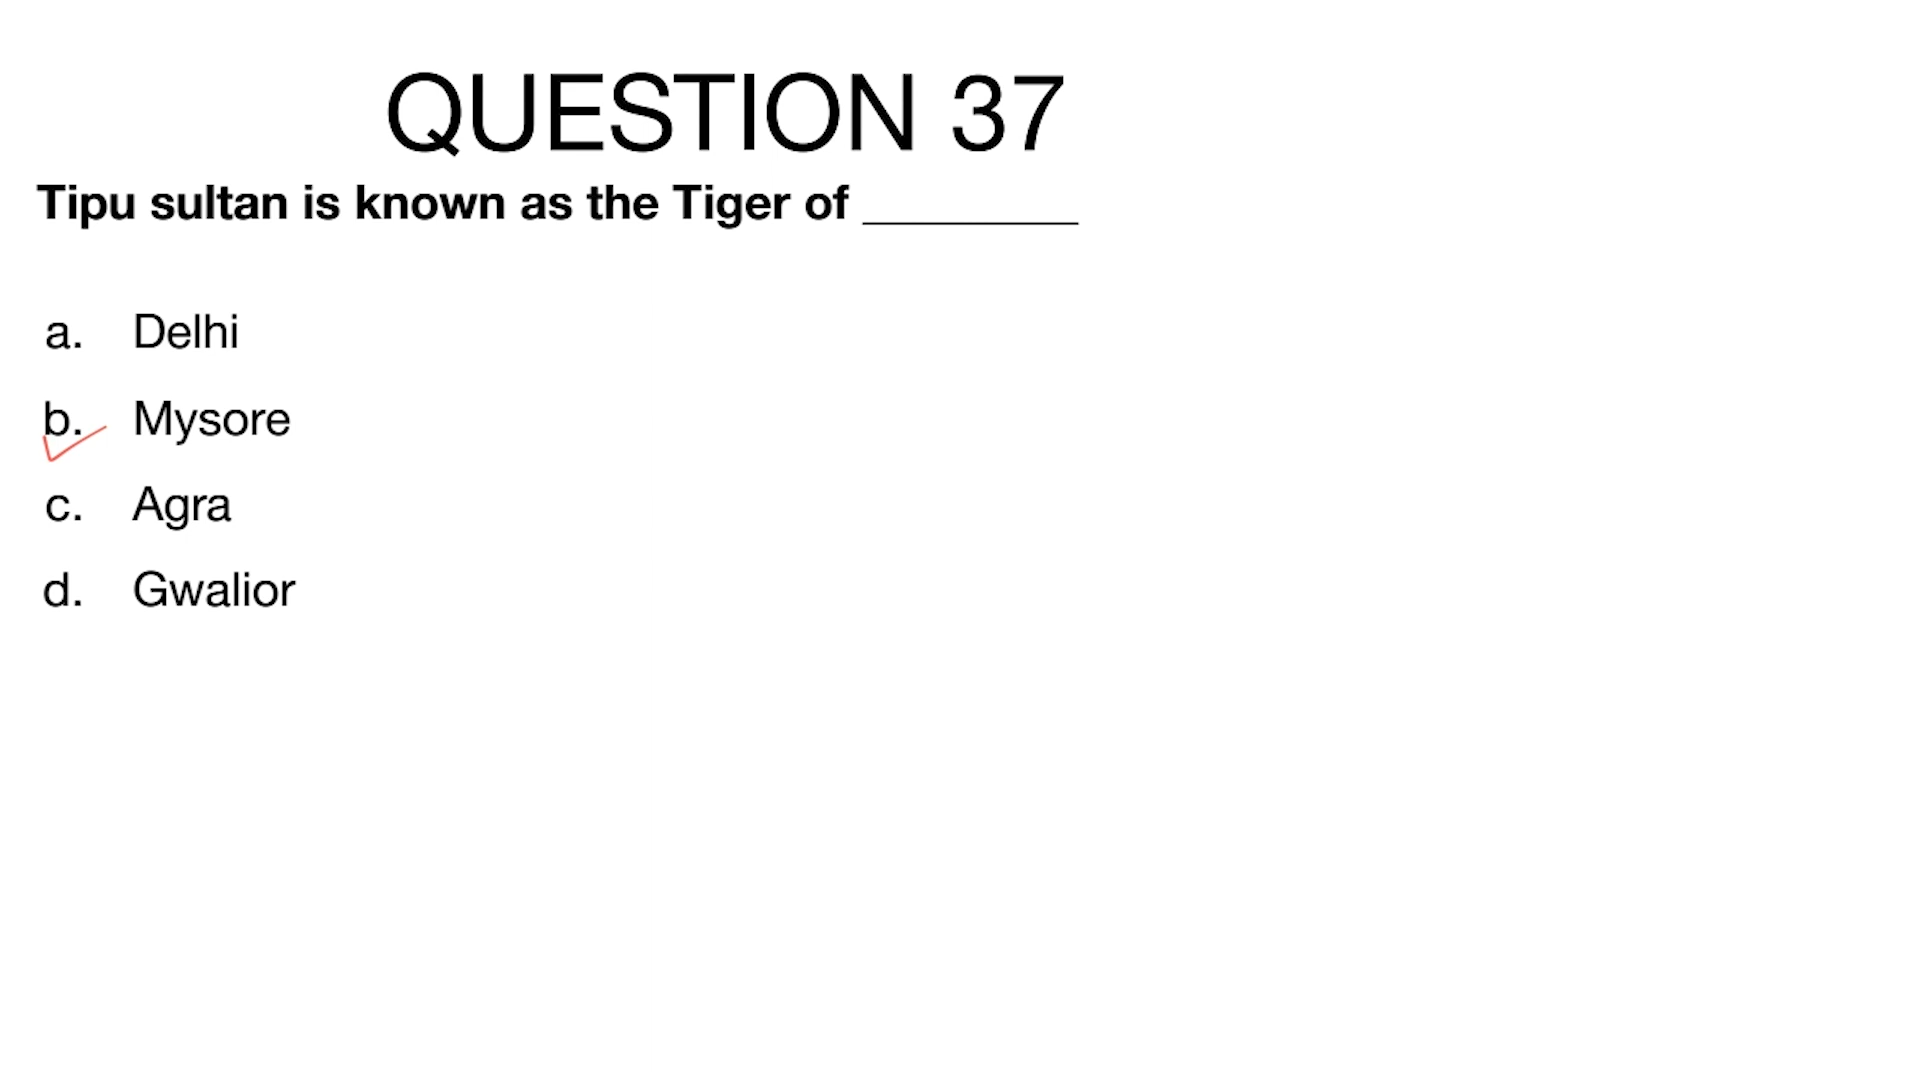 QUESTION 37
Tipu sultan is known as the Tiger of _________
a. Delhi
b. Mysore
c. Agra
d. Gwalior